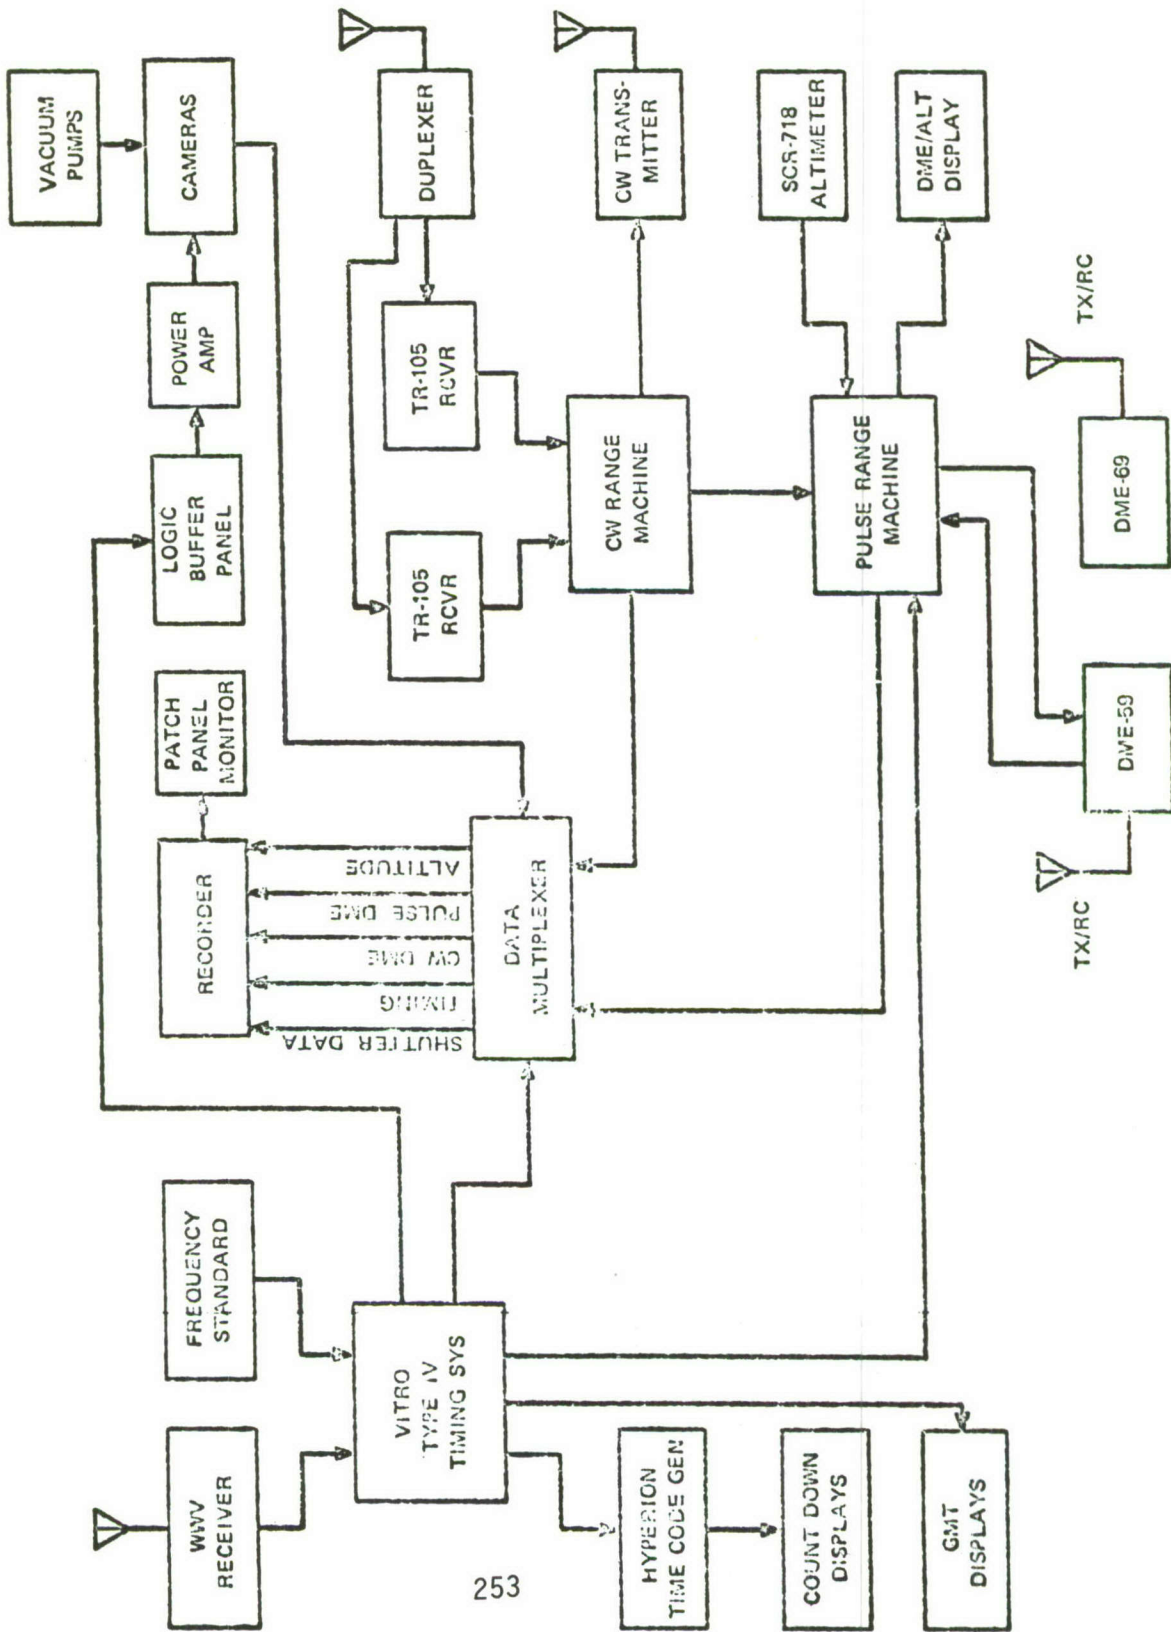 WWV
RECEIVER
FREQUENCY
STANDARD
VITRO
TYPE IV
TIMING SYS
HYPERION
TIME CODE GEN
COUNT DOWN
DISPLAYS
GMT
DISPLAYS
RECORDER
PATCH
PANEL
MONITOR
LOGIC
BUFFER
PANEL
POWER
AMP
CAMERAS
VACUUM
PUMPS
SHUTTER DATA
TIMING
CW DME
PULSE DME
ALTITUDE
DATA
MULTIPLEXER
TR-105
RCVR
TR-105
RCVR
DUPLEXER
CW RANGE
MACHINE
CW TRANS-
MITTER
PULSE RANGE
MACHINE
SCR-718
ALTIMETER
DME/ALT
DISPLAY
TX/RC
DME-59
DME-69
TX/RC
253